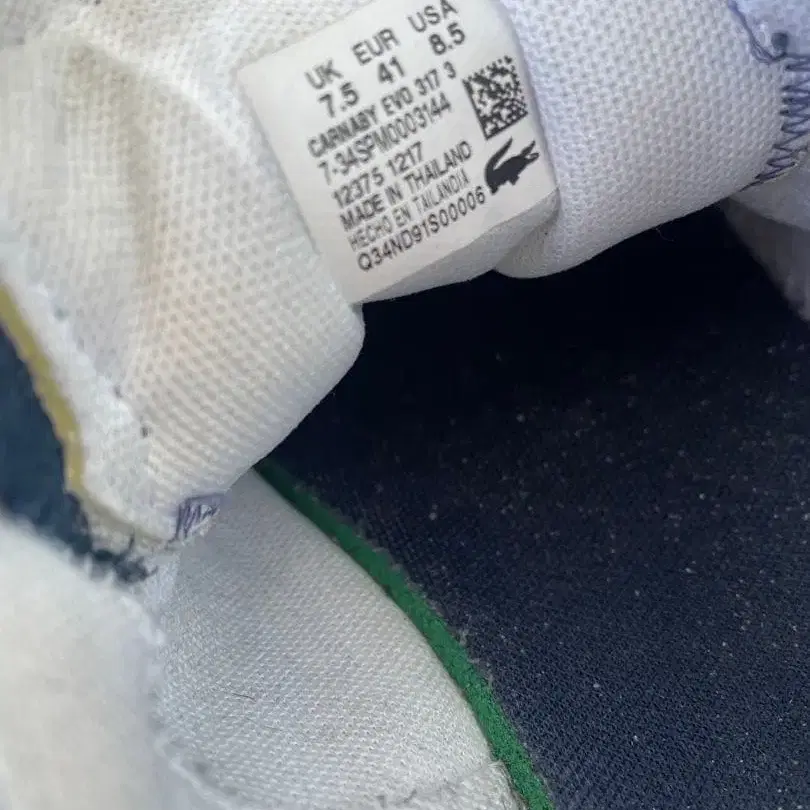 UK EUR USA
7.5 41 8.5
CARNABY EVO 317 3
7-34SPM0003144
12375 1217
MADE IN THAILAND
HECHO EN TAILANDIA
Q34ND91S00006